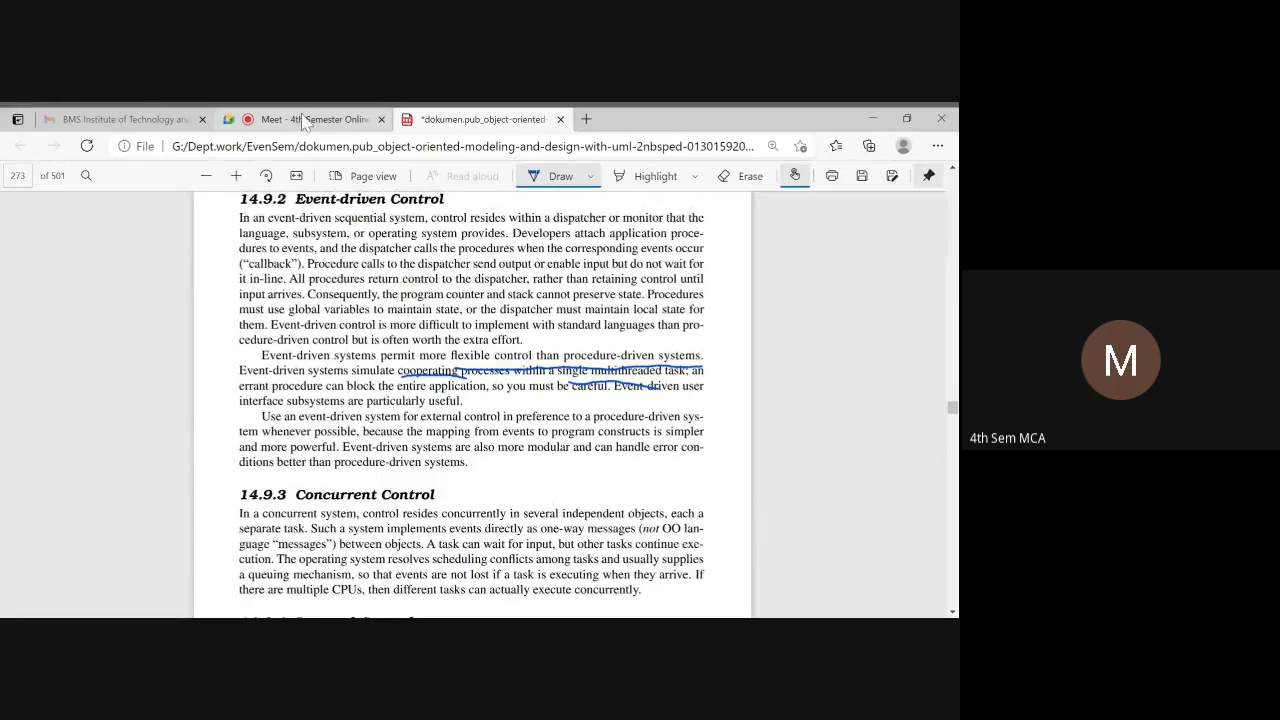 BMS Institute of Technology an
Meet - 4th Semester Online
*dokumen.pub_object-oriented-
File
G:/Dept.work/EvenSem/dokumen.pub_object-oriented-modeling-and-design-with-uml-2nbsped-013015920...
273 of 501
Page view
Read aloud
Draw
Highlight
Erase
14.9.2 Event-driven Control
In an event-driven sequential system, control resides within a dispatcher or monitor that the
language, subsystem, or operating system provides. Developers attach application proce-
dures to events, and the dispatcher calls the procedures when the corresponding events occur
(“callback”). Procedure calls to the dispatcher send output or enable input but do not wait for
it in-line. All procedures return control to the dispatcher, rather than retaining control until
input arrives. Consequently, the program counter and stack cannot preserve state. Procedures
must use global variables to maintain state, or the dispatcher must maintain local state for
them. Event-driven control is more difficult to implement with standard languages than pro-
cedure-driven control but is often worth the extra effort.
Event-driven systems permit more flexible control than procedure-driven systems.
Event-driven systems simulate cooperating processes within a single multithreaded task; an
errant procedure can block the entire application, so you must be careful. Event-driven user
interface subsystems are particularly useful.
Use an event-driven system for external control in preference to a procedure-driven sys-
tem whenever possible, because the mapping from events to program constructs is simpler
and more powerful. Event-driven systems are also more modular and can handle error con-
ditions better than procedure-driven systems.
14.9.3 Concurrent Control
In a concurrent system, control resides concurrently in several independent objects, each a
separate task. Such a system implements events directly as one-way messages (not OO lan-
guage “messages”) between objects. A task can wait for input, but other tasks continue exe-
cution. The operating system resolves scheduling conflicts among tasks and usually supplies
a queuing mechanism, so that events are not lost if a task is executing when they arrive. If
there are multiple CPUs, then different tasks can actually execute concurrently.
M
4th Sem MCA